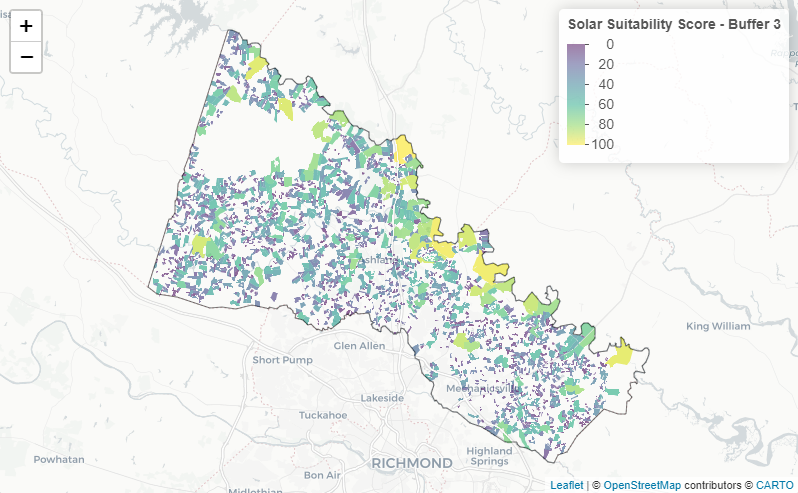 +
−
Solar Suitability Score - Buffer 3
0
20
40
60
80
100
Ashland
King William
Glen Allen
Short Pump
Mechanicsville
Lakeside
Tuckahoe
Highland
Springs
Powhatan
RICHMOND
Bon Air
Midlothian
Leaflet | © OpenStreetMap contributors © CARTO